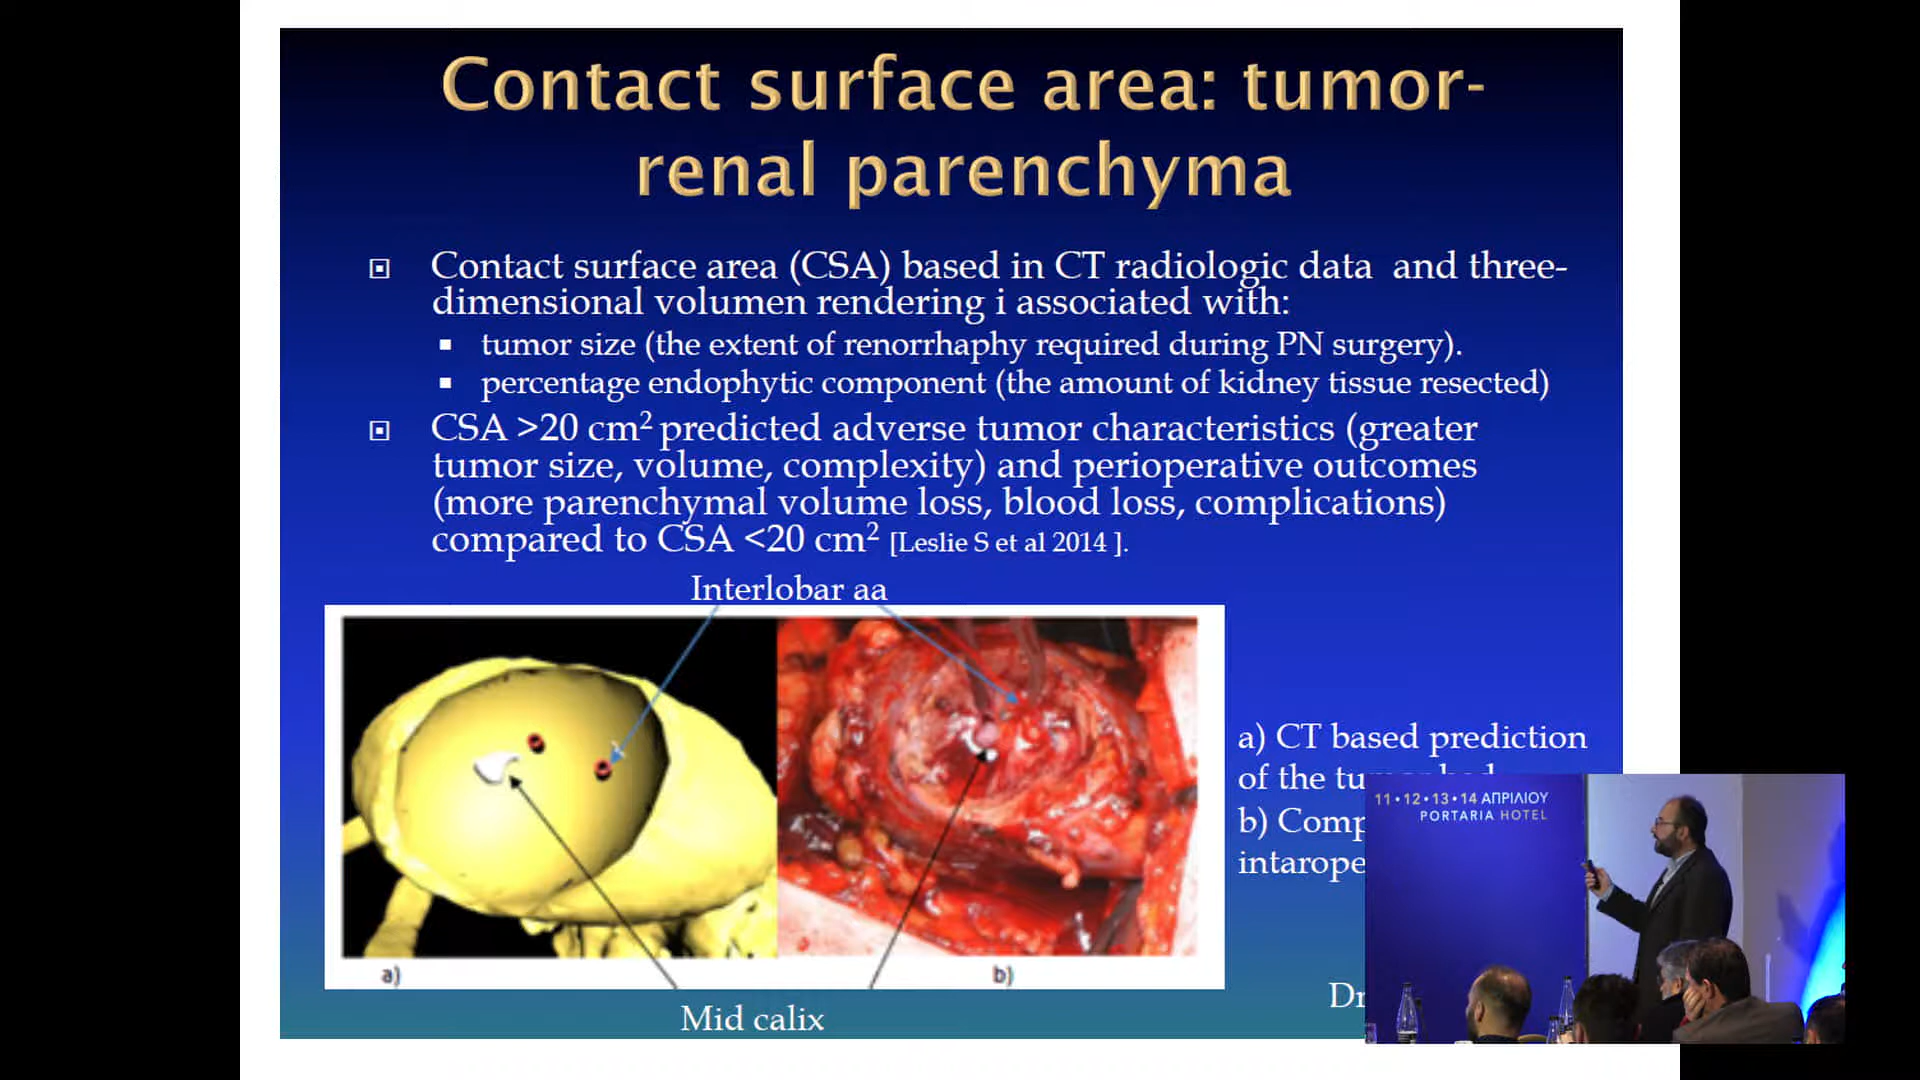 Contact surface area: tumor-
renal parenchyma
Contact surface area (CSA) based in CT radiologic data and three-
dimensional volumen rendering i associated with:
tumor size (the extent of renorrhaphy required during PN surgery).
percentage endophytic component (the amount of kidney tissue resected)
CSA >20 cm² predicted adverse tumor characteristics (greater
tumor size, volume, complexity) and perioperative outcomes
(more parenchymal volume loss, blood loss, complications)
compared to CSA <20 cm² [Leslie S et al 2014 ].
Interlobar aa
a)
b)
Mid calix
a) CT based prediction
of the
b)
11•12•13•14 ΑΠΡΙΛΙΟΥ
PORTARIA HOTEL